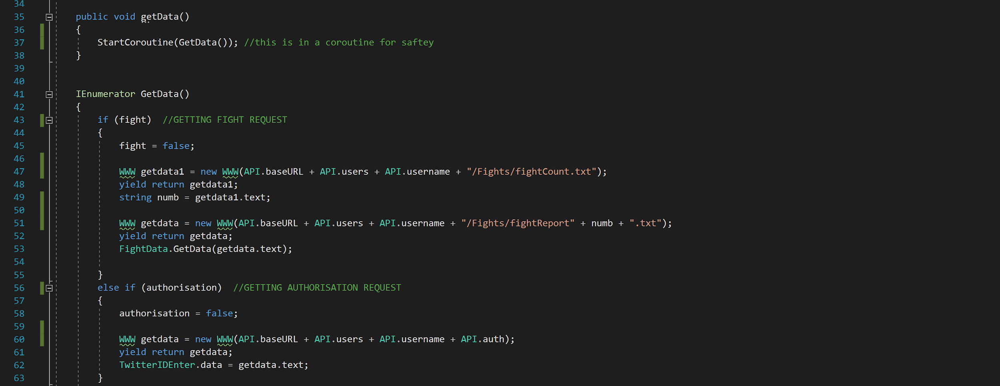 34
35 public void getData()
36 {
37 StartCoroutine(GetData()); //this is in a coroutine for saftey
38 }
39
40
41 IEnumerator GetData()
42 {
43 if (fight) //GETTING FIGHT REQUEST
44 {
45 fight = false;
46
47 WWW getdata1 = new WWW(API.baseURL + API.users + API.username + "/Fights/fightCount.txt");
48 yield return getdata1;
49 string numb = getdata1.text;
50
51 WWW getdata = new WWW(API.baseURL + API.users + API.username + "/Fights/fightReport" + numb + ".txt");
52 yield return getdata;
53 FightData.GetData(getdata.text);
54
55 }
56 else if (authorisation) //GETTING AUTHORISATION REQUEST
57 {
58 authorisation = false;
59
60 WWW getdata = new WWW(API.baseURL + API.users + API.username + API.auth);
61 yield return getdata;
62 TwitterIDEnter.data = getdata.text;
63 }